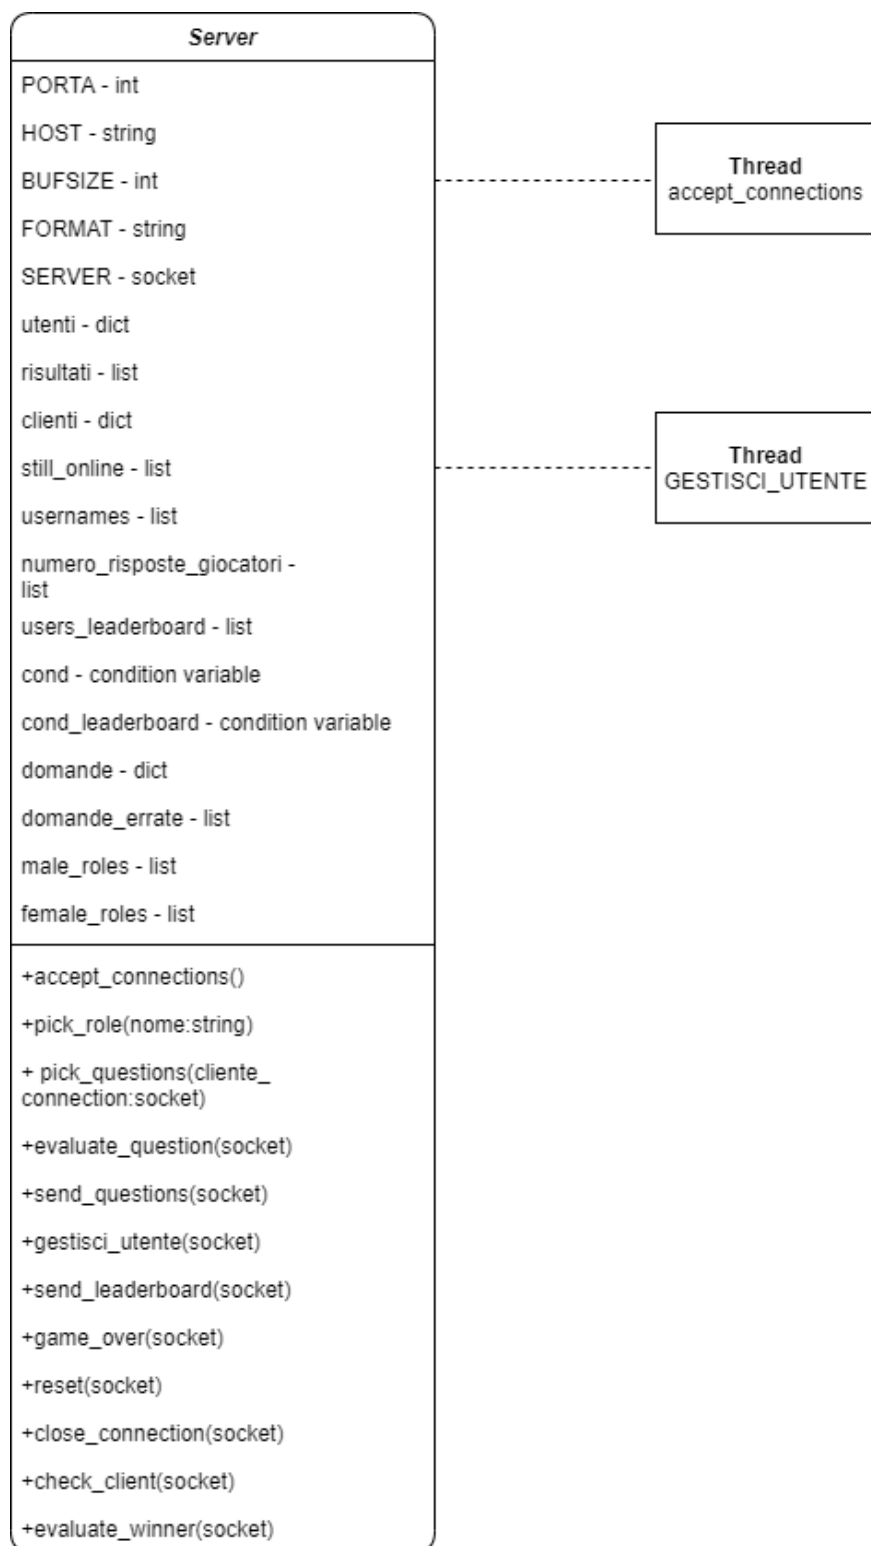 Server
PORTA - int
HOST - string
BUFSIZE - int
FORMAT - string
SERVER - socket
utenti - dict
risultati - list
clienti - dict
still_online - list
usernames - list
numero_risposte_giocatori -
list
users_leaderboard - list
cond - condition variable
cond_leaderboard - condition variable
domande - dict
domande_errate - list
male_roles - list
female_roles - list
+accept_connections()
+pick_role(nome:string)
+ pick_questions(cliente_
connection:socket)
+evaluate_question(socket)
+send_questions(socket)
+gestisci_utente(socket)
+send_leaderboard(socket)
+game_over(socket)
+reset(socket)
+close_connection(socket)
+check_client(socket)
+evaluate_winner(socket)
Thread
accept_connections
Thread
GESTISCI_UTENTE